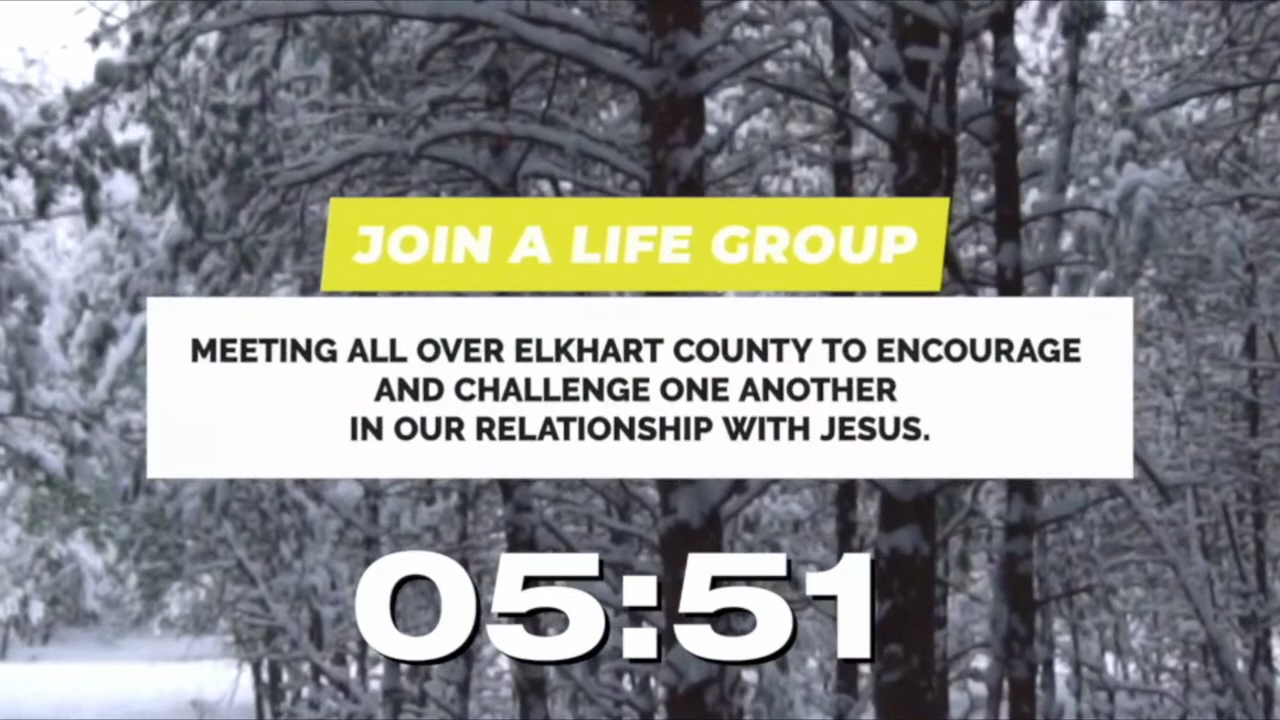 JOIN A LIFE GROUP
MEETING ALL OVER ELKHART COUNTY TO ENCOURAGE
AND CHALLENGE ONE ANOTHER
IN OUR RELATIONSHIP WITH JESUS.
05:51